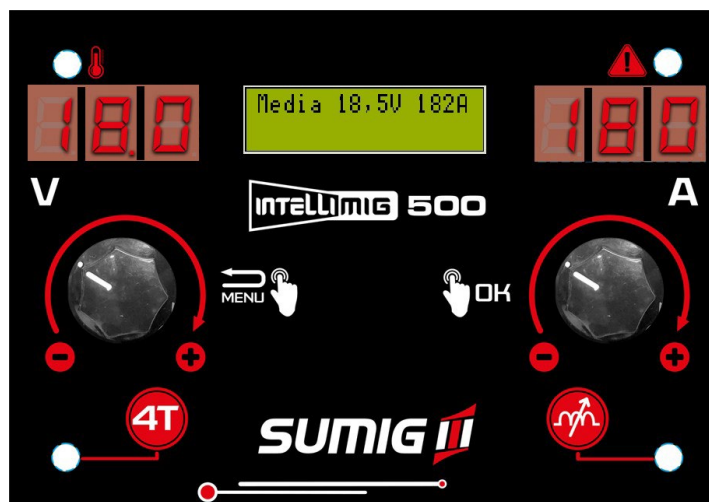 18.0
Media 18,5V 182A
180
V
INTELLIMIG 500
A
MENU
OK
4T
SUMIG